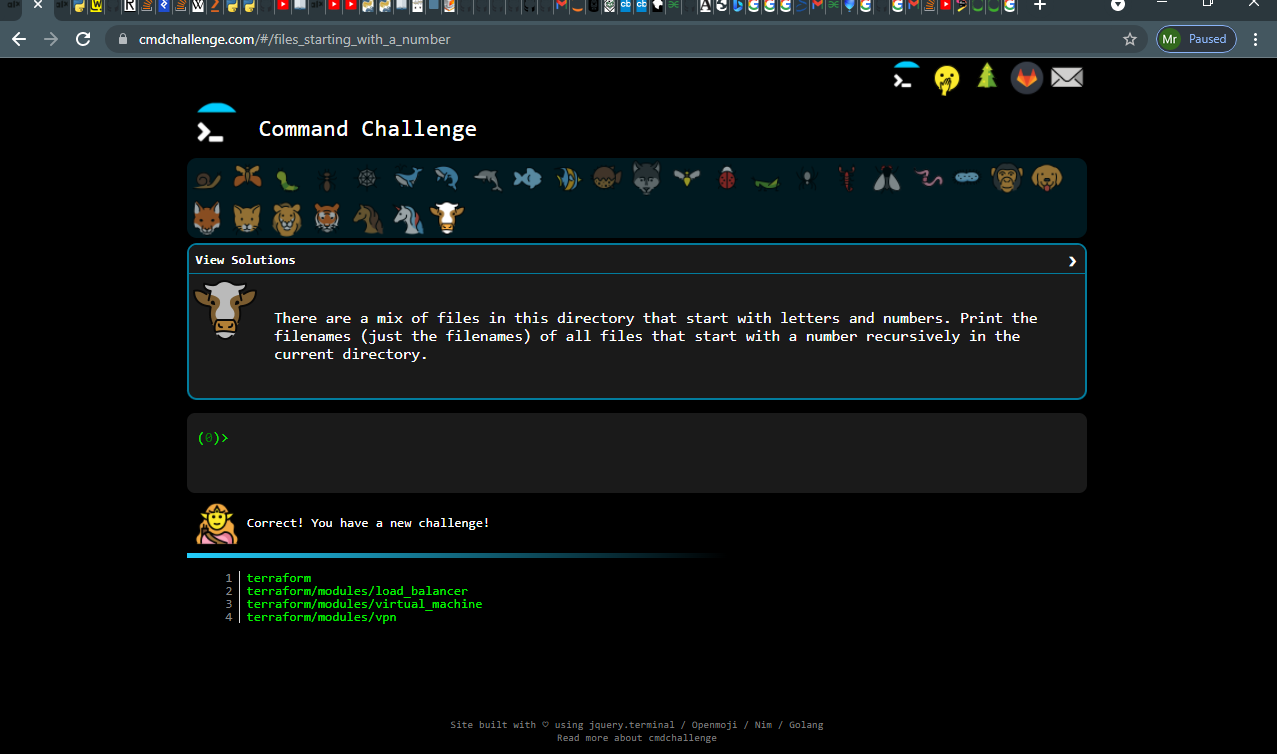 cmdchallenge.com/#/files_starting_with_a_number
Mr Paused
Command Challenge
View Solutions
There are a mix of files in this directory that start with letters and numbers. Print the
filenames (just the filenames) of all files that start with a number recursively in the
current directory.
(0)>
Correct! You have a new challenge!
1 terraform
2 terraform/modules/load_balancer
3 terraform/modules/virtual_machine
4 terraform/modules/vpn
Site built with ♡ using jquery.terminal / Openmoji / Nim / Golang
Read more about cmdchallenge